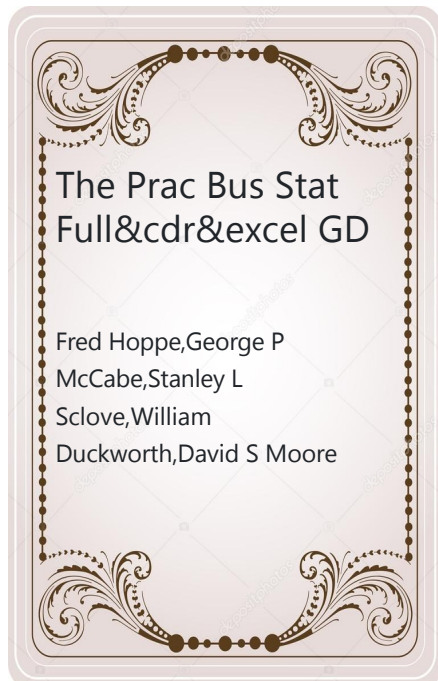 The Prac Bus Stat
Full&cdr&excel GD
Fred Hoppe,George P
McCabe,Stanley L
Sclove,William
Duckworth,David S Moore